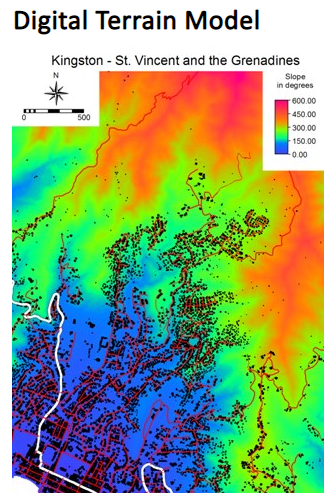 Digital Terrain Model
Kingston - St. Vincent and the Grenadines
N
0 500
Slope
in degrees
600.00
450.00
300.00
150.00
0.00